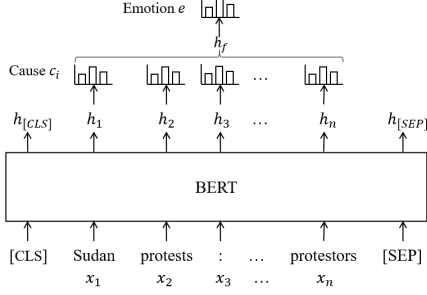 Emotion e
h_f
Cause c_i
...
h_[CLS] h_1 h_2 h_3 ... h_n h_[SEP]
BERT
[CLS] Sudan protests : ... protestors [SEP]
x_1 x_2 x_3 ... x_n